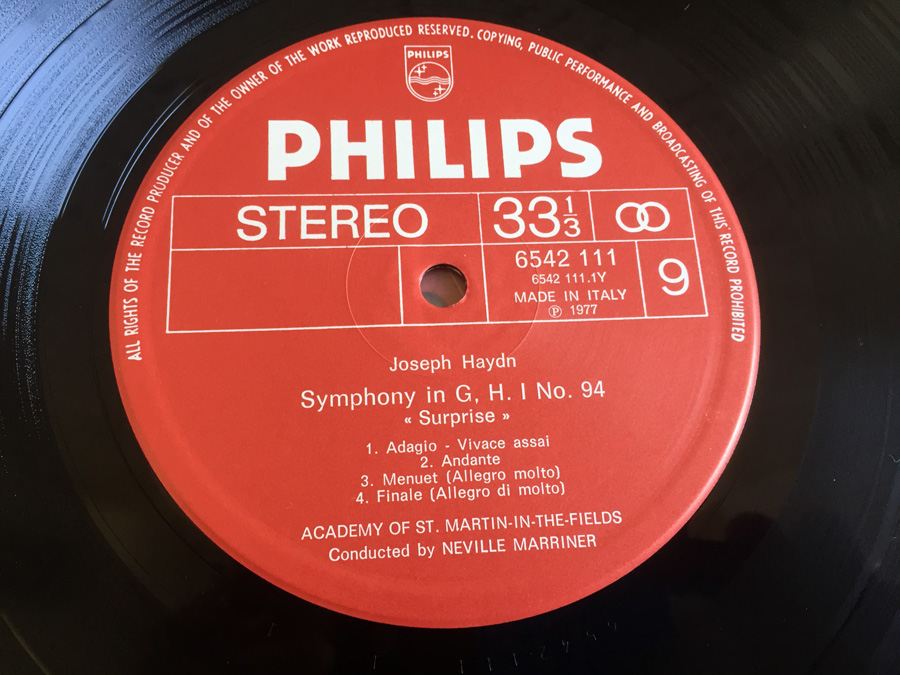 ALL RIGHTS OF THE RECORD PRODUCER AND OF THE OWNER OF THE WORK REPRODUCED RESERVED. COPYING, PUBLIC PERFORMANCE AND BROADCASTING OF THIS RECORD PROHIBITED
PHILIPS
PHILIPS
STEREO 33 1/3
6542 111
6542 111.1Y
MADE IN ITALY
℗ 1977
9
Joseph Haydn
Symphony in G, H. I No. 94
« Surprise »
1. Adagio - Vivace assai
2. Andante
3. Menuet (Allegro molto)
4. Finale (Allegro di molto)
ACADEMY OF ST. MARTIN-IN-THE-FIELDS
Conducted by NEVILLE MARRINER